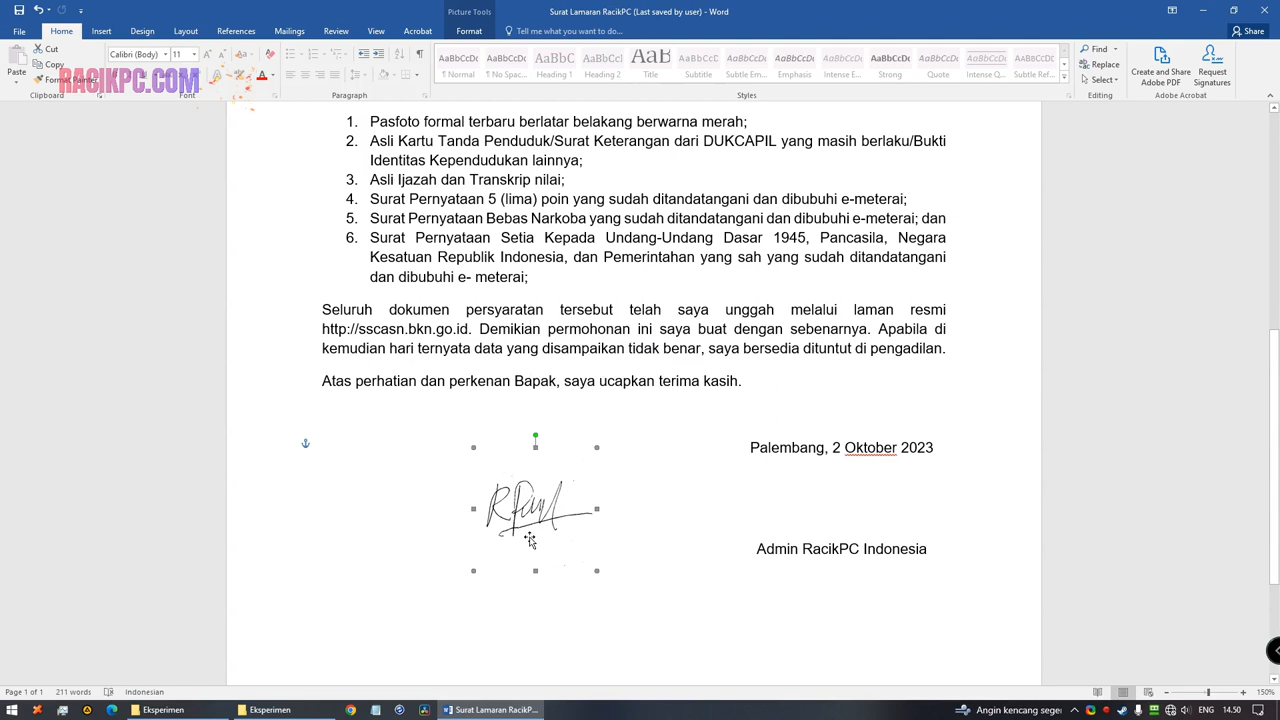 Picture Tools
Surat Lamaran RacikPC (Last saved by user) - Word
File
Home
Insert
Design
Layout
References
Mailings
Review
View
Acrobat
Format
Tell me what you want to do...
Share
Paste
Cut
Copy
Format Painter
Clipboard
RACIKPC.COM
Calibri (Body)
11
Font
Paragraph
AaBbCcDc
¶ Normal
AaBbCcDc
¶ No Spac...
AaBbC
Heading 1
AaBbCc
Heading 2
AaB
Title
AaBbCcD
Subtitle
AaBbCcDc
Subtle Em...
AaBbCcDc
Emphasis
AaBbCcDc
Intense E...
AaBbCcDc
Strong
AaBbCcDc
Quote
AaBbCcDc
Intense Q...
AaBbCcDc
Subtle Ref...
Styles
Find
Replace
Select
Editing
Create and Share
Adobe PDF
Request
Signatures
Adobe Acrobat
1. Pasfoto formal terbaru berlatar belakang berwarna merah;
2. Asli Kartu Tanda Penduduk/Surat Keterangan dari DUKCAPIL yang masih berlaku/Bukti
Identitas Kependudukan lainnya;
3. Asli Ijazah dan Transkrip nilai;
4. Surat Pernyataan 5 (lima) poin yang sudah ditandatangani dan dibubuhi e-meterai;
5. Surat Pernyataan Bebas Narkoba yang sudah ditandatangani dan dibubuhi e-meterai; dan
6. Surat Pernyataan Setia Kepada Undang-Undang Dasar 1945, Pancasila, Negara
Kesatuan Republik Indonesia, dan Pemerintahan yang sah yang sudah ditandatangani
dan dibubuhi e- meterai;
Seluruh dokumen persyaratan tersebut telah saya unggah melalui laman resmi
http://sscasn.bkn.go.id. Demikian permohonan ini saya buat dengan sebenarnya. Apabila di
kemudian hari ternyata data yang disampaikan tidak benar, saya bersedia dituntut di pengadilan.
Atas perhatian dan perkenan Bapak, saya ucapkan terima kasih.
Palembang, 2 Oktober 2023
Admin RacikPC Indonesia
Page 1 of 1
211 words
Indonesian
150%
Eksperimen
Eksperimen
Surat Lamaran RacikP...
Angin kencang seger...
ENG
14.50